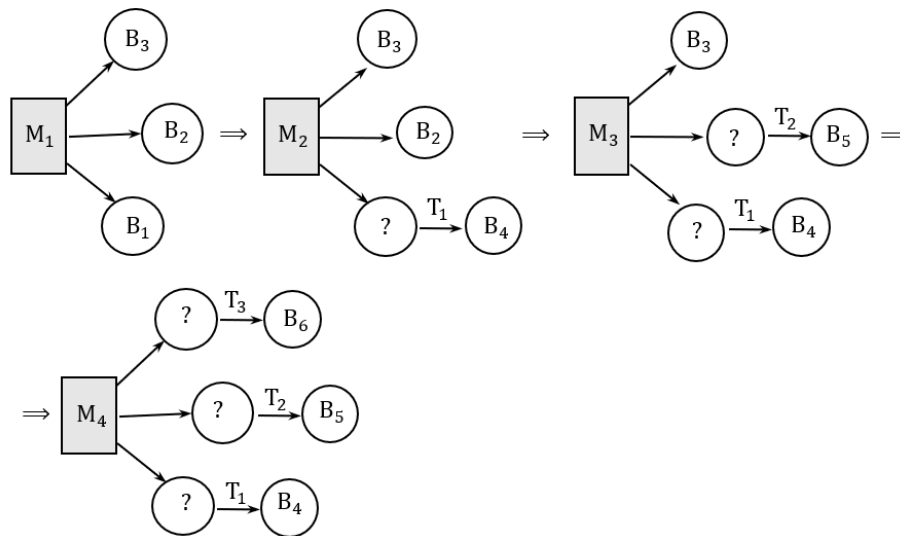 B₃ B₃ B₃
M₁ B₂ ⇒ M₂ B₂ ⇒ M₃ ? T₂ B₅ =
B₁ ? T₁ B₄ ? T₁ B₄
? T₃ B₆
⇒ M₄ ? T₂ B₅
? T₁ B₄